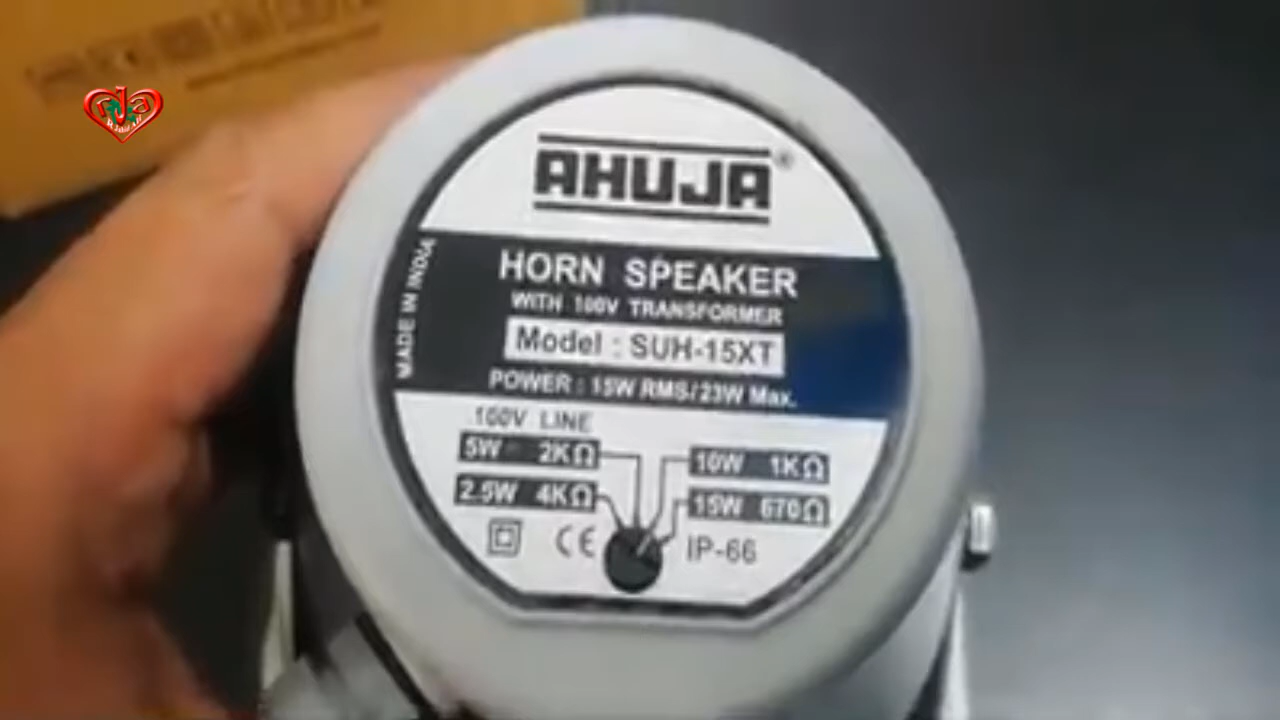 AHUJA®
HORN SPEAKER
WITH 100V TRANSFORMER
Model : SUH-15XT
POWER : 15W RMS/23W Max.
MADE IN INDIA
100V LINE
5W 2KΩ
10W 1KΩ
2.5W 4KΩ
15W 670Ω
CE
IP-66